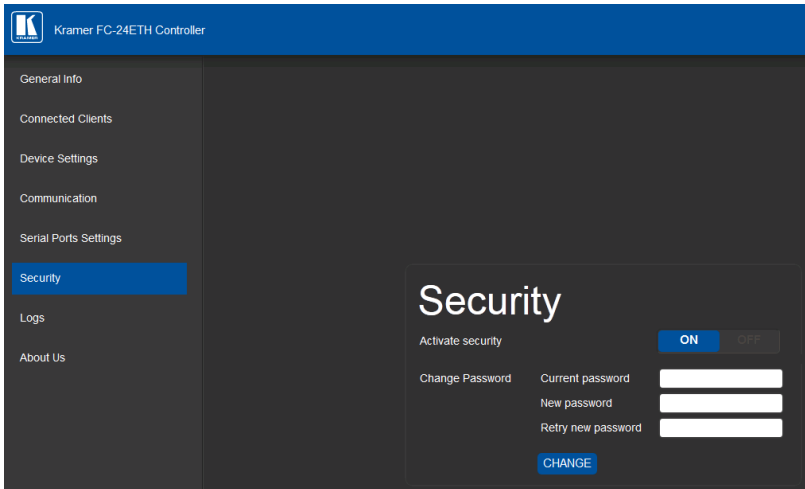 KRAMER
Kramer FC-24ETH Controller
General Info
Connected Clients
Device Settings
Communication
Serial Ports Settings
Security
Logs
About Us
Security
Activate security ON OFF
Change Password Current password
New password
Retry new password
CHANGE